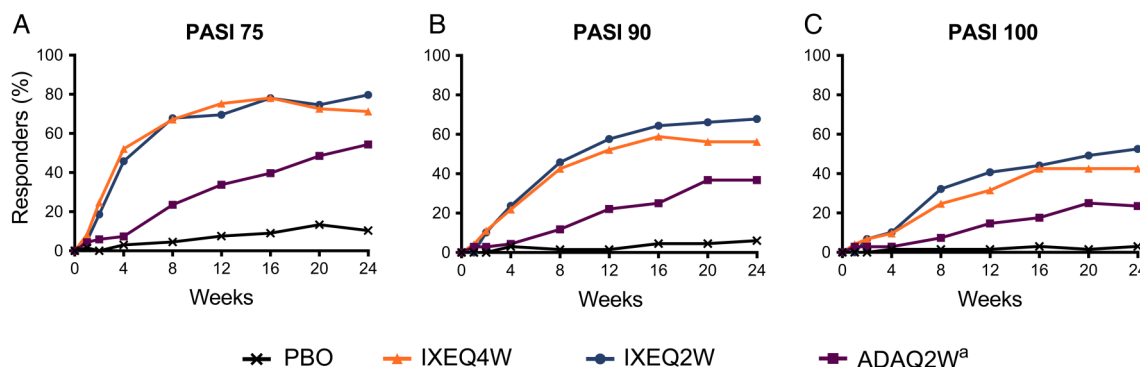 A
PASI 75
Responders (%)
100
80
60
40
20
0
0 4 8 12 16 20 24
Weeks
B
PASI 90
100
80
60
40
20
0
0 4 8 12 16 20 24
Weeks
C
PASI 100
100
80
60
40
20
0
0 4 8 12 16 20 24
Weeks
PBO IXEQ4W IXEQ2W ADAQ2Wᵃ